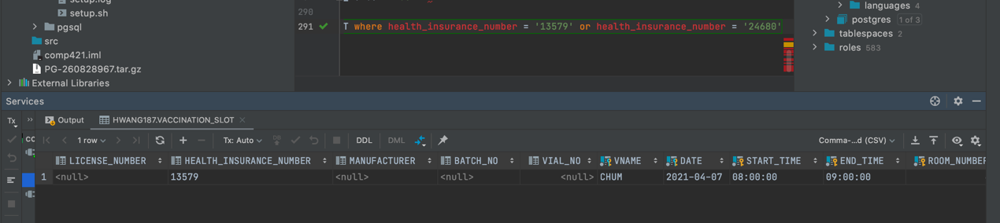 setup.log
setup.sh
pgsql
src
comp421.iml
PG-260828967.tar.gz
External Libraries
290
291 T where health_insurance_number = '13579' or health_insurance_number = '24680'
languages 4
postgres 1 of 3
tablespaces 2
roles 583
Services
Tx
Output HWANG187.VACCINATION_SLOT
1 row Tx: Auto DB DDL DML Comma-...d (CSV)
CO
LICENSE_NUMBER HEALTH_INSURANCE_NUMBER MANUFACTURER BATCH_NO VIAL_NO VNAME DATE START_TIME END_TIME ROOM_NUMBER
1 <null> 13579 <null> <null> <null> CHUM 2021-04-07 08:00:00 09:00:00